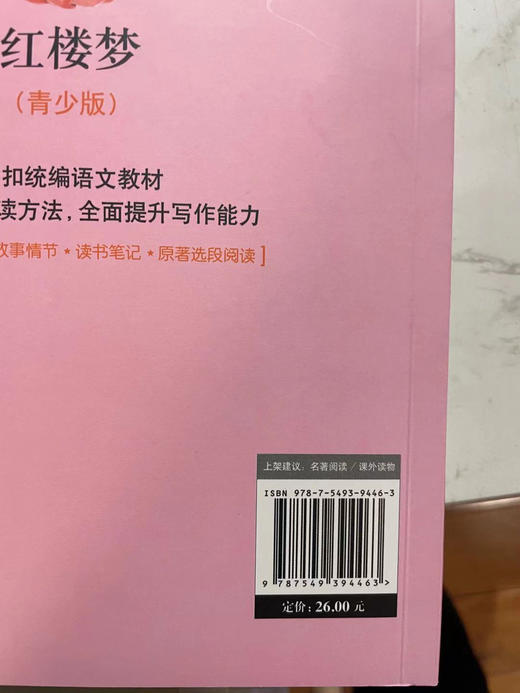 红楼梦
（青少版）
扣统编语文教材
读方法，全面提升写作能力
故事情节★读书笔记★原著选段阅读]
上架建议：名著阅读/课外读物
ISBN 978-7-5493-9446-3
9 787549 394463>
定价：26.00 元